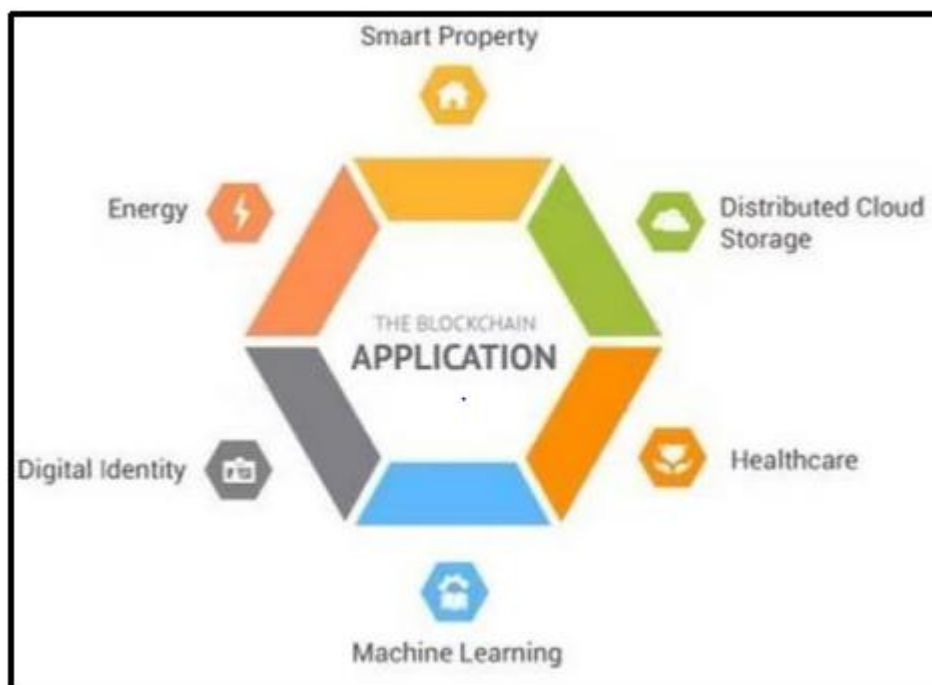 Smart Property
Energy
Distributed Cloud
Storage
THE BLOCKCHAIN
APPLICATION
Digital Identity
Healthcare
Machine Learning